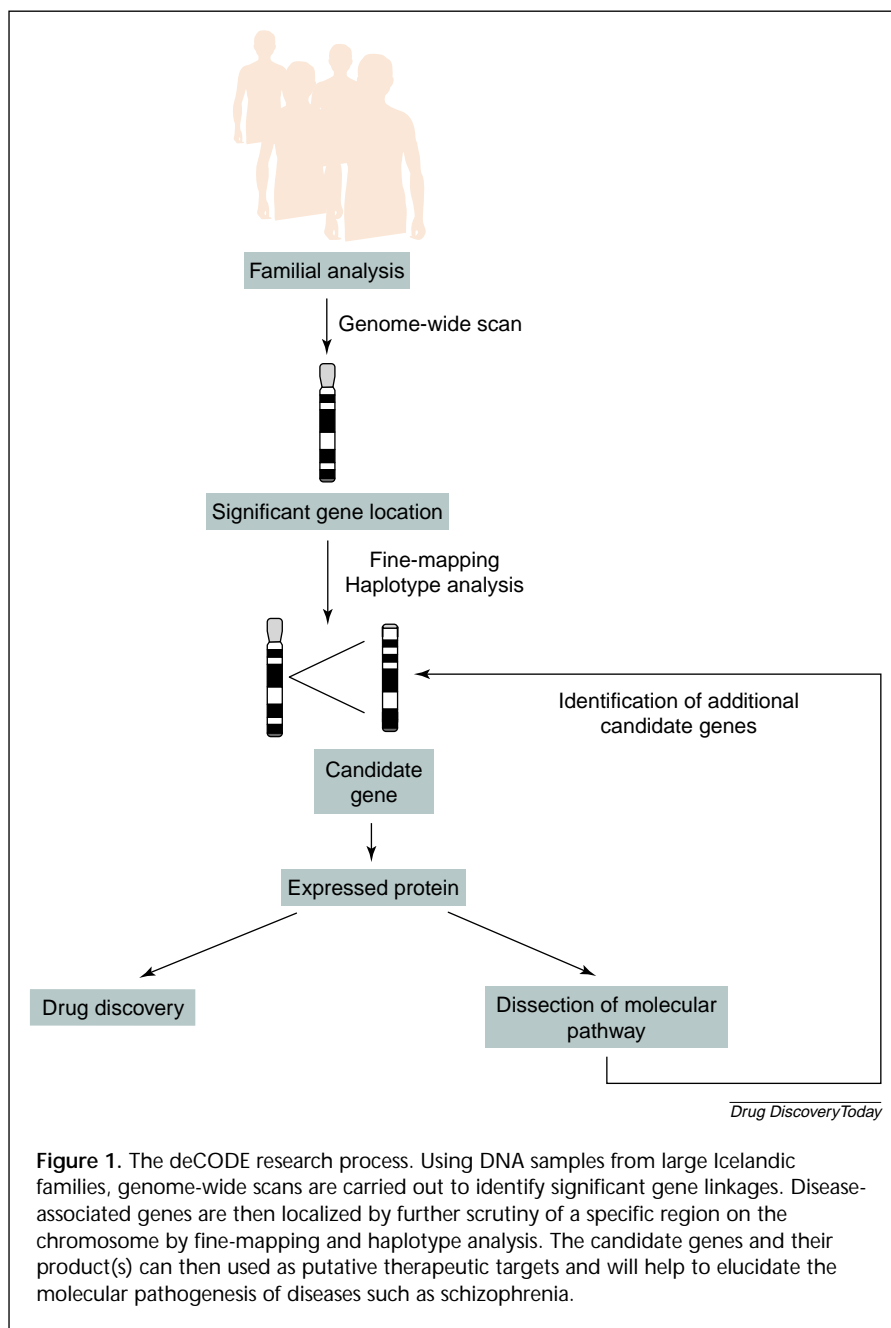 Familial analysis
Genome-wide scan
Significant gene location
Fine-mapping
Haplotype analysis
Identification of additional
candidate genes
Candidate
gene
Expressed protein
Drug discovery
Dissection of molecular
pathway
Drug DiscoveryToday
Figure 1. The deCODE research process. Using DNA samples from large Icelandic
families, genome-wide scans are carried out to identify significant gene linkages. Disease-
associated genes are then localized by further scrutiny of a specific region on the
chromosome by fine-mapping and haplotype analysis. The candidate genes and their
product(s) can then used as putative therapeutic targets and will help to elucidate the
molecular pathogenesis of diseases such as schizophrenia.